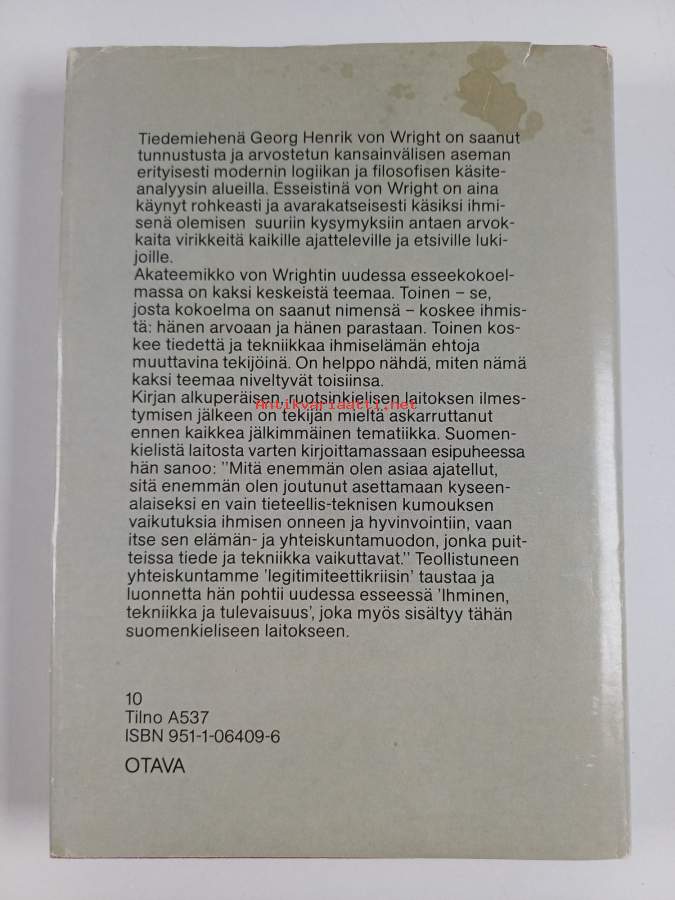 Tiedemiehenä Georg Henrik von Wright on saanut
tunnustusta ja arvostetun kansainvälisen aseman
erityisesti modernin logiikan ja filosofisen käsite-
analyysin alueilla. Esseistinä von Wright on aina
käynyt rohkeasti ja avarakatseisesti käsiksi ihmi-
senä olemisen suuriin kysymyksiin antaen arvok-
kaita virikkeitä kaikille ajatteleville ja etsiville luki-
joille.
Akateemikko von Wrightin uudessa esseekokoel-
massa on kaksi keskeistä teemaa. Toinen – se,
josta kokoelma on saanut nimensä – koskee ihmis-
tä: hänen arvoaan ja hänen parastaan. Toinen kos-
kee tiedettä ja tekniikkaa ihmiselämän ehtoja
muuttavina tekijöinä. On helppo nähdä, miten nämä
kaksi teemaa niveltyvät toisiinsa.
Kirjan alkuperäisen, ruotsinkielisen laitoksen ilmes-
Antikvariaatti.net
tymisen jälkeen on tekijän mieltä askarruttanut
ennen kaikkea jälkimmäinen tematiikka. Suomen-
kielistä laitosta varten kirjoittamassaan esipuheessa
hän sanoo: ”Mitä enemmän olen asiaa ajatellut,
sitä enemmän olen joutunut asettamaan kyseen-
alaiseksi en vain tieteellis-teknisen kumouksen
vaikutuksia ihmisen onneen ja hyvinvointiin, vaan
itse sen elämän- ja yhteiskuntamuodon, jonka puit-
teissa tiede ja tekniikka vaikuttavat.” Teollistuneen
yhteiskuntamme ’legitimiteettikriisin’ taustaa ja
luonnetta hän pohtii uudessa esseessä ’Ihminen,
tekniikka ja tulevaisuus’, joka myös sisältyy tähän
suomenkieliseen laitokseen.
10
Tilno A537
ISBN 951-1-06409-6
OTAVA